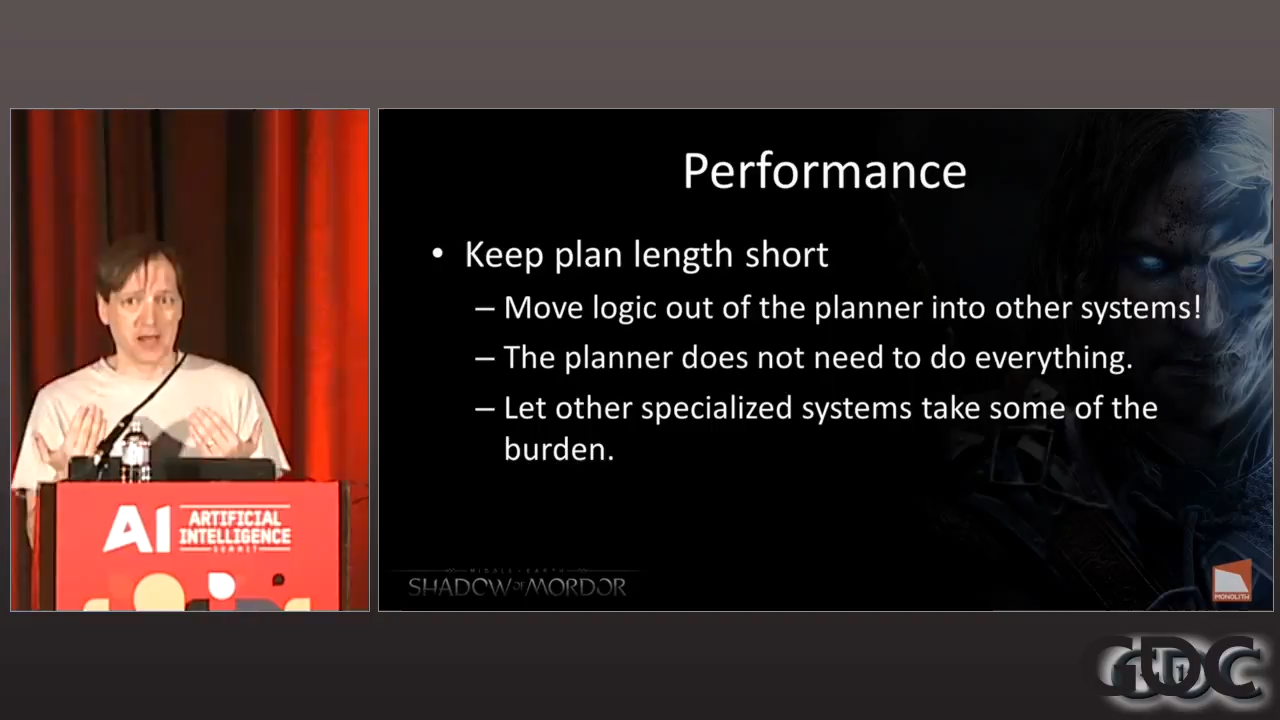 Performance
• Keep plan length short
– Move logic out of the planner into other systems!
– The planner does not need to do everything.
– Let other specialized systems take some of the
burden.
AI
ARTIFICIAL
INTELLIGENCE
SUMMIT
MIDDLE-EARTH
SHADOW OF MORDOR
MONOLITH
GDC